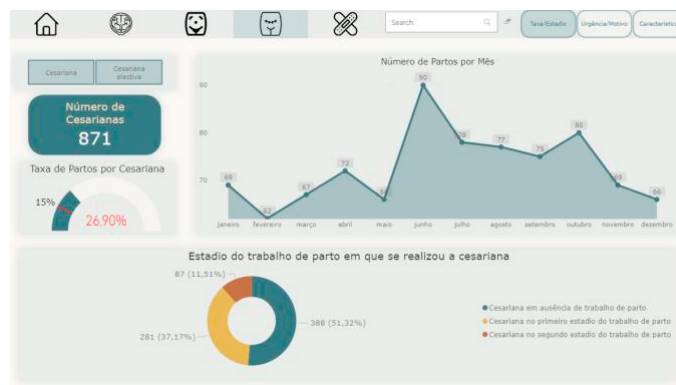 Search
Taxa/Estadio
Urgência/Motivo
Cesariana
Cesariana
electiva
Número de
Cesarianas
871
Taxa de Partos por Cesariana
15%
26.90%
Número de Partos por Mês
90
80
70
69
67
72
90
78
77
75
80
69
66
janeiro fevereiro março abril maio junho julho agosto setembro outubro novembro dezembro
Estadio do trabalho de parto em que se realizou a cesariana
87 (11,51%)
281 (37,17%)
388 (51,32%)
Cesariana em ausência de trabalho de parto
Cesariana no primeiro estadio do trabalho de parto
Cesariana no segundo estadio do trabalho de parto